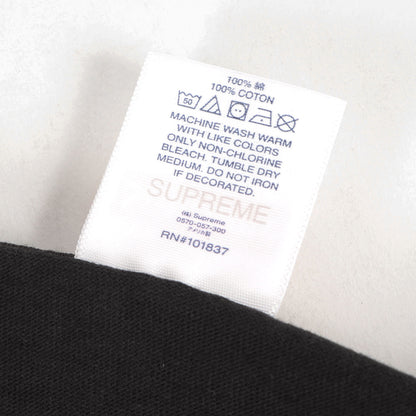 100% 綿
100% COTON
50
MACHINE WASH WARM
WITH LIKE COLORS
ONLY NON-CHLORINE
BLEACH. TUMBLE DRY
MEDIUM. DO NOT IRON
IF DECORATED.
SUPREME
(株) Supreme
0570-057-300
アメリカ製
RN#101837